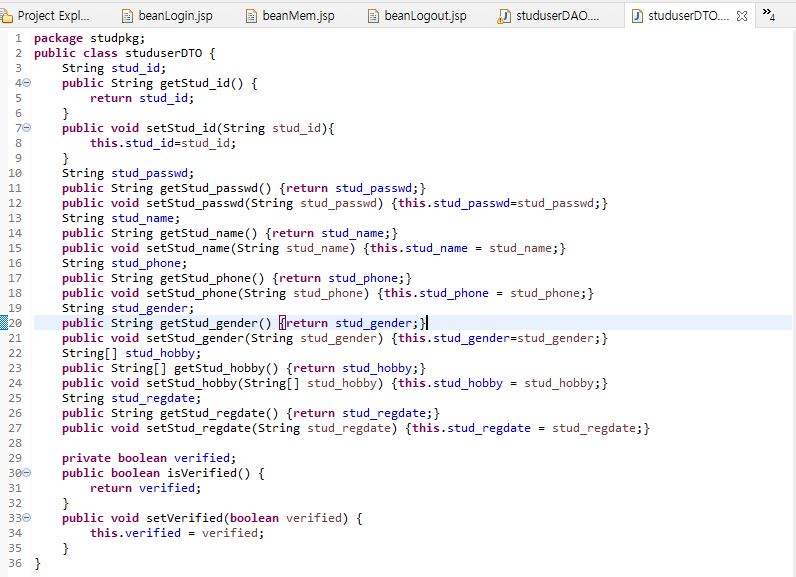 Project Expl... beanLogin.jsp beanMem.jsp beanLogout.jsp studuserDAO.... studuserDTO.... »4
1 package studpkg;
2 public class studuserDTO {
3 String stud_id;
4 public String getStud_id() {
5 return stud_id;
6 }
7 public void setStud_id(String stud_id){
8 this.stud_id=stud_id;
9 }
10 String stud_passwd;
11 public String getStud_passwd() {return stud_passwd;}
12 public void setStud_passwd(String stud_passwd) {this.stud_passwd=stud_passwd;}
13 String stud_name;
14 public String getStud_name() {return stud_name;}
15 public void setStud_name(String stud_name) {this.stud_name = stud_name;}
16 String stud_phone;
17 public String getStud_phone() {return stud_phone;}
18 public void setStud_phone(String stud_phone) {this.stud_phone = stud_phone;}
19 String stud_gender;
20 public String getStud_gender() {return stud_gender;}
21 public void setStud_gender(String stud_gender) {this.stud_gender=stud_gender;}
22 String[] stud_hobby;
23 public String[] getStud_hobby() {return stud_hobby;}
24 public void setStud_hobby(String[] stud_hobby) {this.stud_hobby = stud_hobby;}
25 String stud_regdate;
26 public String getStud_regdate() {return stud_regdate;}
27 public void setStud_regdate(String stud_regdate) {this.stud_regdate = stud_regdate;}
28
29 private boolean verified;
30 public boolean isVerified() {
31 return verified;
32 }
33 public void setVerified(boolean verified) {
34 this.verified = verified;
35 }
36 }